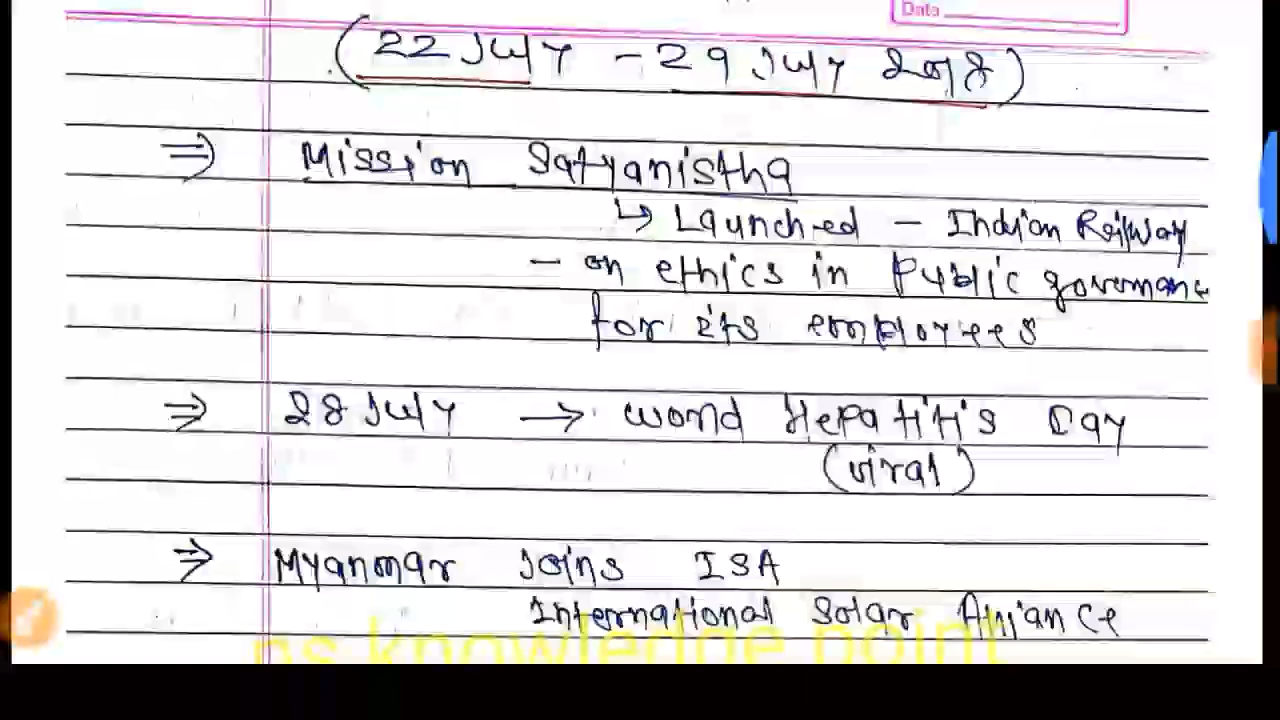 Data
(22 July - 29 July 2018)
⇒ Mission Satyanistha
↳ Launched - Indian Railway
- on ethics in Public governance
for its employees
⇒ 28 July → World Hepatitis Day
(viral)
⇒ Myanmar Joins ISA
International Solar Alliance
ns knowledge point